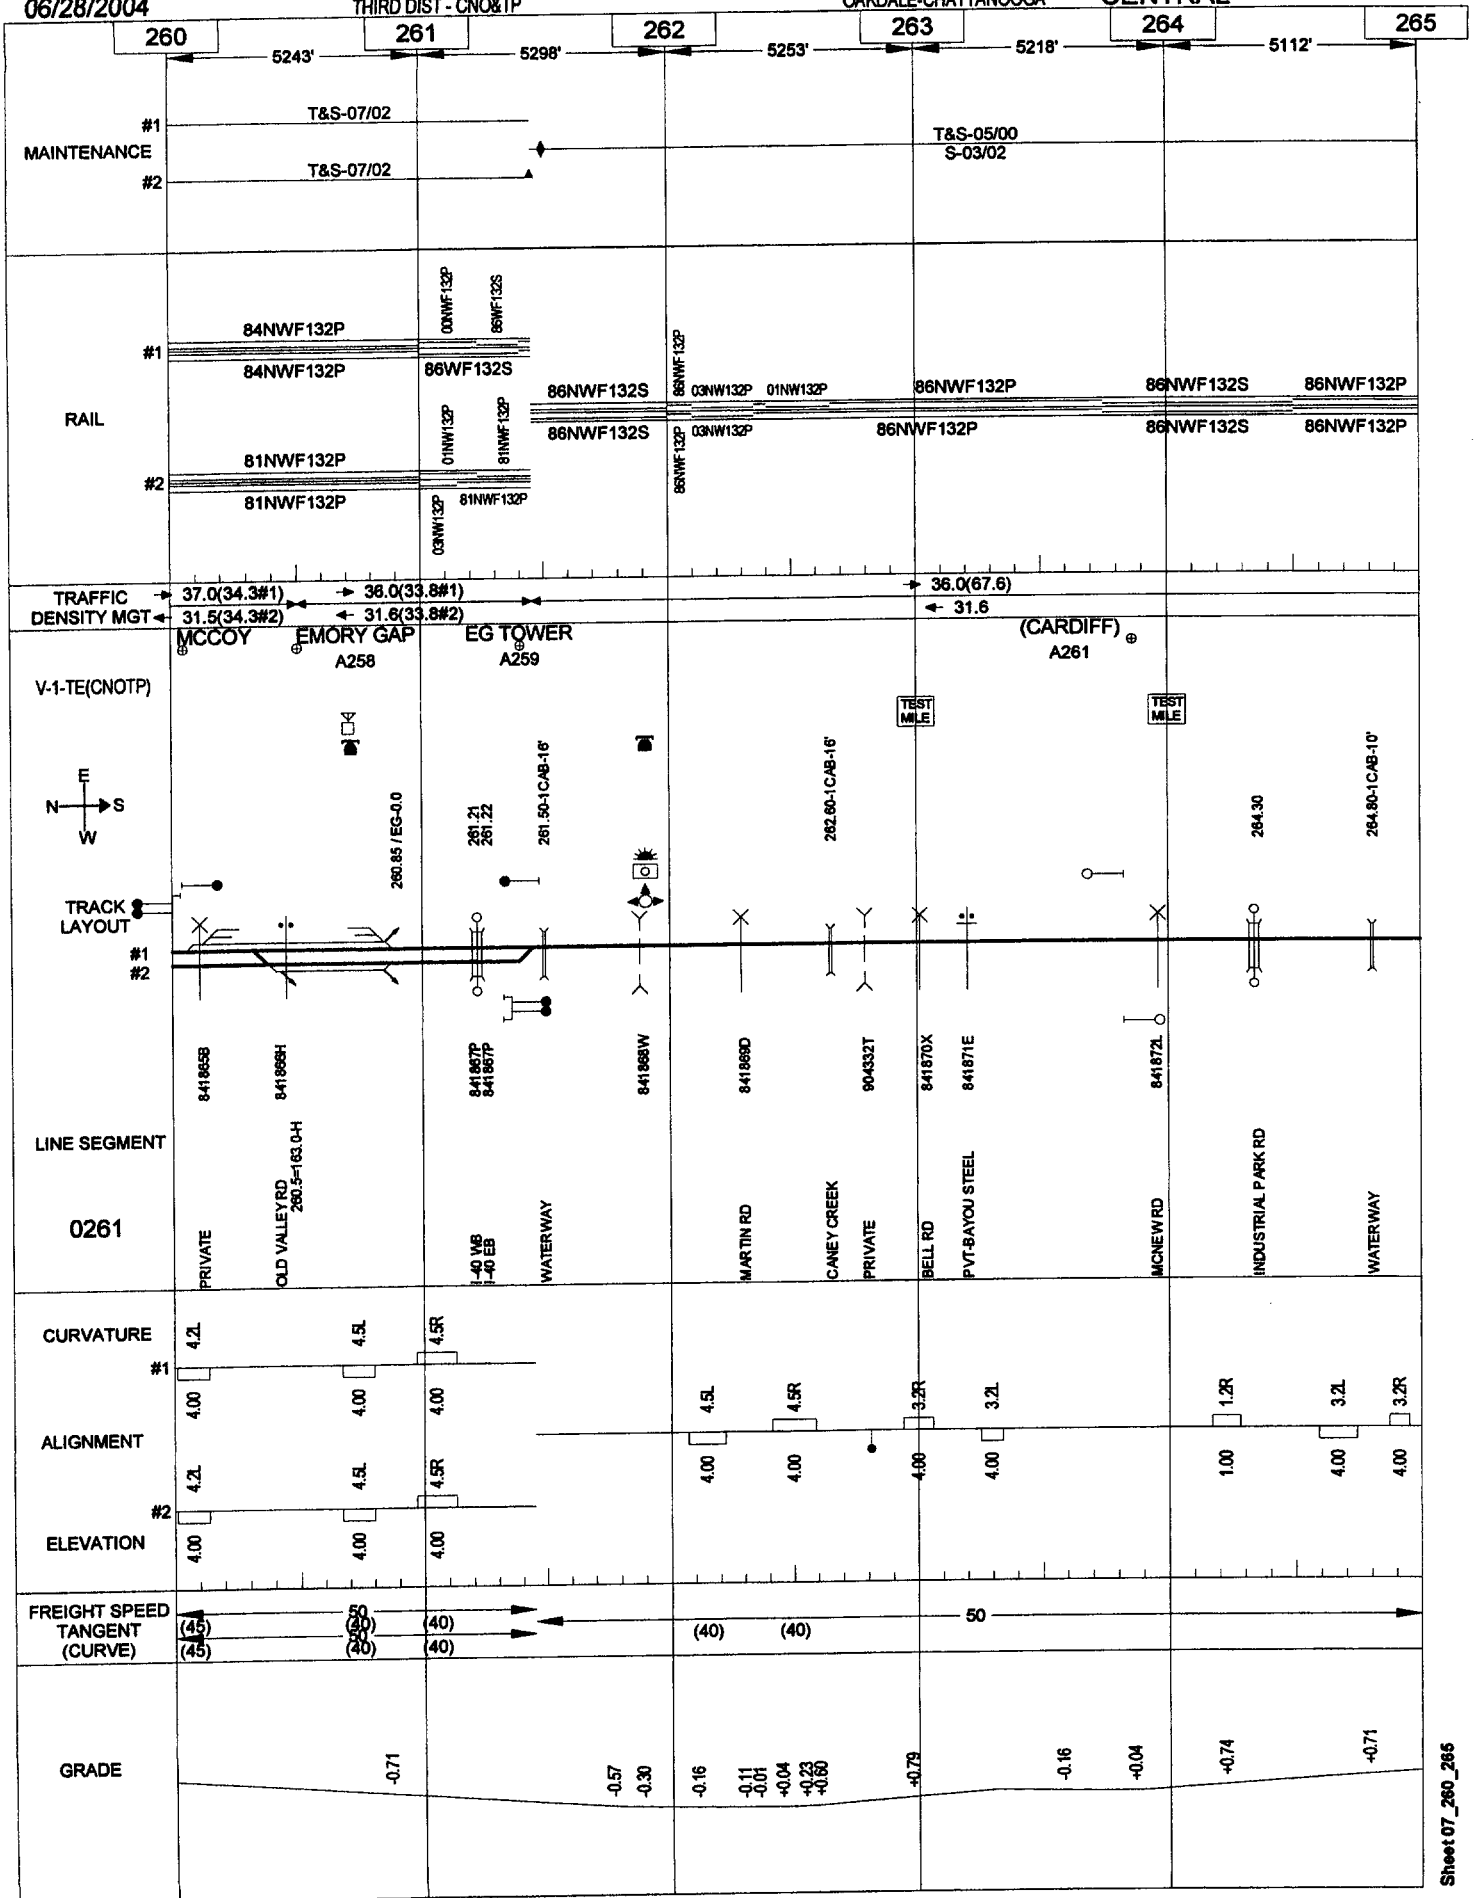 06/28/2004 THIRD DIST - CNO&TP OAKDALE-CHATTANOOGA CENTRAL
260 261 262 263 264 265
5243' 5298' 5253' 5218' 5112'
#1 T&S-07/02
MAINTENANCE
T&S-05/00
S-03/02
#2 T&S-07/02
RAIL
#1
84NWF132P
84NWF132P
00NWF132P
86WF132S
86WF132S
86NWF132S
86NWF132S
86NWF132P
86NWF132P
03NW132P
03NW132P
01NW132P
86NWF132P
86NWF132P
86NWF132S
86NWF132S
86NWF132P
86NWF132P
#2
81NWF132P
81NWF132P
01NW132P
81NWF132P
03NW132P
81NWF132P
TRAFFIC 37.0(34.3#1) 36.0(33.8#1) 36.0(67.6)
DENSITY MGT 31.5(34.3#2) 31.6(33.8#2) 31.6
MCCOY EMORY GAP EG TOWER (CARDIFF)
A258 A259 A261
V-1-TE(CNOTP)
TEST
MILE
TEST
MILE
E
N S
W
260.85 / EG-0.0
261.21
261.22
261.50-1CAB-16'
262.60-1CAB-16'
264.30
264.80-1CAB-10'
TRACK
LAYOUT
#1
#2
841865B
841866H
841867P
841867P
841868W
841869D
904332T
841870X
841871E
841872L
LINE SEGMENT
0261
PRIVATE
OLD VALLEY RD
260.5=163.0-H
I-40 WB
I-40 EB
WATERWAY
MARTIN RD
CANEY CREEK
PRIVATE
BELL RD
PVT-BAYOU STEEL
MCNEW RD
INDUSTRIAL PARK RD
WATERWAY
CURVATURE
#1
4.2L 4.5L 4.5R
4.00 4.00 4.00
ALIGNMENT
4.5L 4.5R 3.2R 3.2L 1.2R 3.2L 3.2R
4.00 4.00 4.00 4.00 1.00 4.00 4.00
#2
4.2L 4.5L 4.5R
4.00 4.00 4.00
ELEVATION
FREIGHT SPEED 50
TANGENT (45) (40) (40) 50
50 (40) (40)
(CURVE) (45) (40) (40)
GRADE
-0.71
-0.57
-0.30
-0.16
-0.11
-0.01
+0.04
+0.23
+0.60
+0.79
-0.16
+0.04
+0.74
+0.71
Sheet 07_260_265